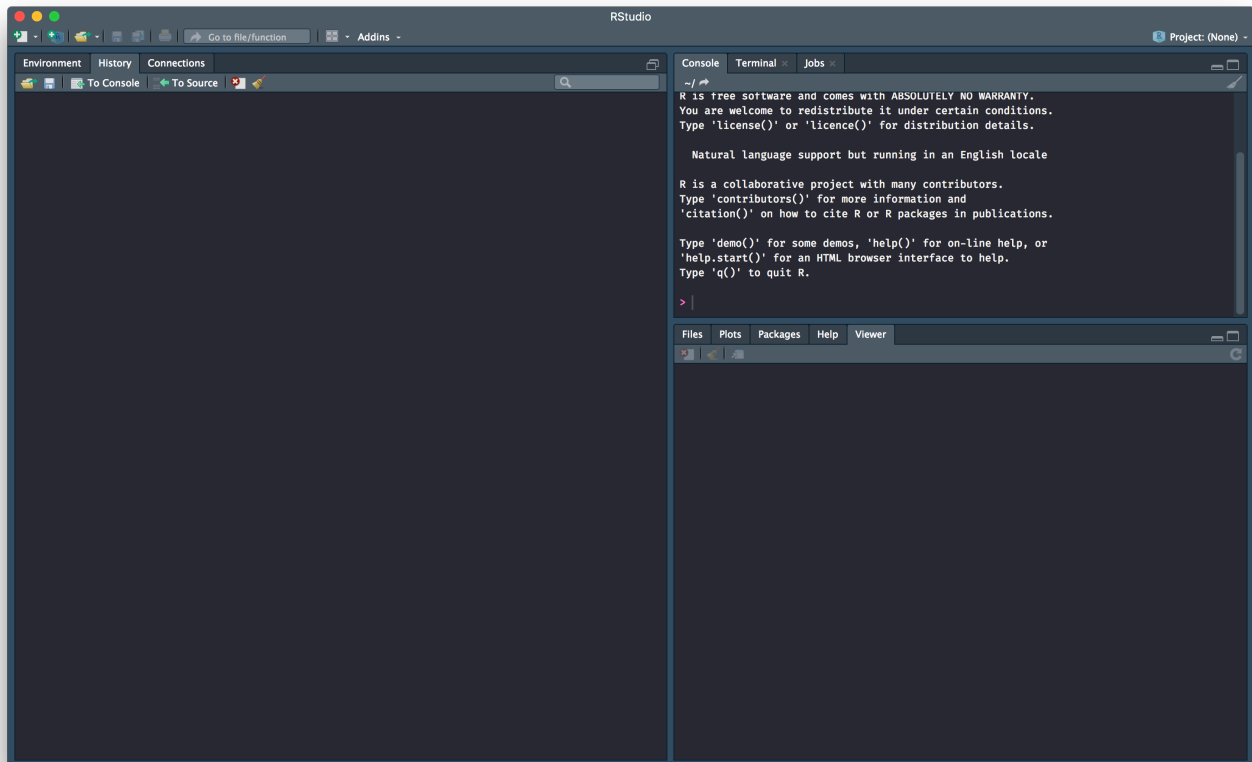 RStudio
Go to file/function Addins Project: (None)
Environment History Connections
To Console To Source
Console Terminal Jobs
~/
R is free software and comes with ABSOLUTELY NO WARRANTY.
You are welcome to redistribute it under certain conditions.
Type 'license()' or 'licence()' for distribution details.
Natural language support but running in an English locale
R is a collaborative project with many contributors.
Type 'contributors()' for more information and
'citation()' on how to cite R or R packages in publications.
Type 'demo()' for some demos, 'help()' for on-line help, or
'help.start()' for an HTML browser interface to help.
Type 'q()' to quit R.
>
Files Plots Packages Help Viewer